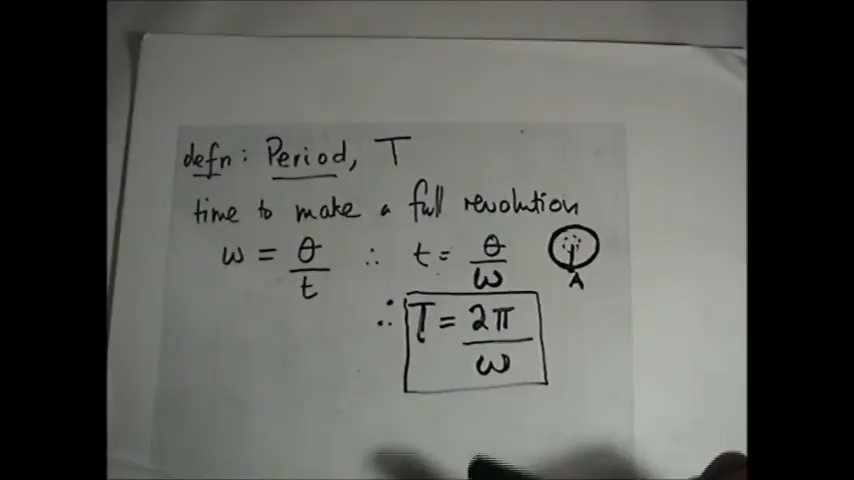 defn: Period, T
time to make a full revolution
ω = θ/t ∴ t = θ/ω
A
∴ T = 2π/ω